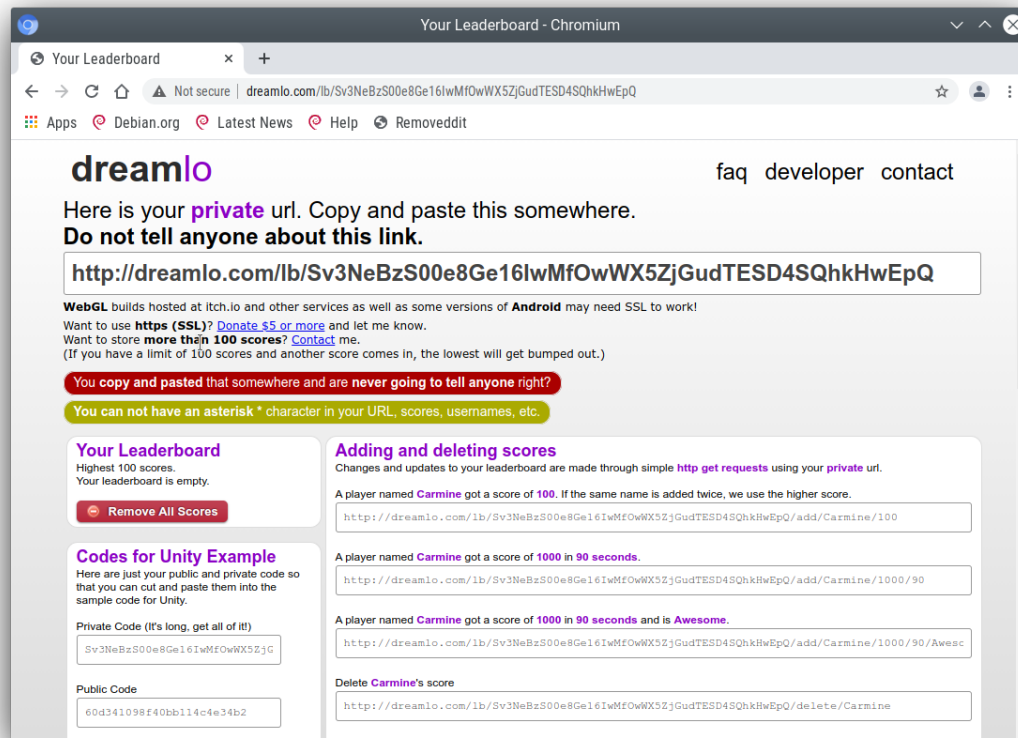 Your Leaderboard - Chromium
Your Leaderboard
Not secure | dreamlo.com/lb/Sv3NeBzS00e8Ge16IwMfOwWX5ZjGudTESD4SQhkHwEpQ
Apps Debian.org Latest News Help Removeddit
dreamlo
faq developer contact
Here is your private url. Copy and paste this somewhere.
Do not tell anyone about this link.
http://dreamlo.com/lb/Sv3NeBzS00e8Ge16IwMfOwWX5ZjGudTESD4SQhkHwEpQ
WebGL builds hosted at itch.io and other services as well as some versions of Android may need SSL to work!
Want to use https (SSL)? Donate $5 or more and let me know.
Want to store more than 100 scores? Contact me.
(If you have a limit of 100 scores and another score comes in, the lowest will get bumped out.)
You copy and pasted that somewhere and are never going to tell anyone right?
You can not have an asterisk * character in your URL, scores, usernames, etc.
Your Leaderboard
Highest 100 scores.
Your leaderboard is empty.
Remove All Scores
Codes for Unity Example
Here are just your public and private code so
that you can cut and paste them into the
sample code for Unity.
Private Code (It's long, get all of it!)
Sv3NeBzS00e8Ge16IwMfOwWX5ZjG
Public Code
60d341098f40bb114c4e34b2
Adding and deleting scores
Changes and updates to your leaderboard are made through simple http get requests using your private url.
A player named Carmine got a score of 100. If the same name is added twice, we use the higher score.
http://dreamlo.com/lb/Sv3NeBzS00e8Ge16IwMfOwWX5ZjGudTESD4SQhkHwEpQ/add/Carmine/100
A player named Carmine got a score of 1000 in 90 seconds.
http://dreamlo.com/lb/Sv3NeBzS00e8Ge16IwMfOwWX5ZjGudTESD4SQhkHwEpQ/add/Carmine/1000/90
A player named Carmine got a score of 1000 in 90 seconds and is Awesome.
http://dreamlo.com/lb/Sv3NeBzS00e8Ge16IwMfOwWX5ZjGudTESD4SQhkHwEpQ/add/Carmine/1000/90/Awesc
Delete Carmine's score
http://dreamlo.com/lb/Sv3NeBzS00e8Ge16IwMfOwWX5ZjGudTESD4SQhkHwEpQ/delete/Carmine